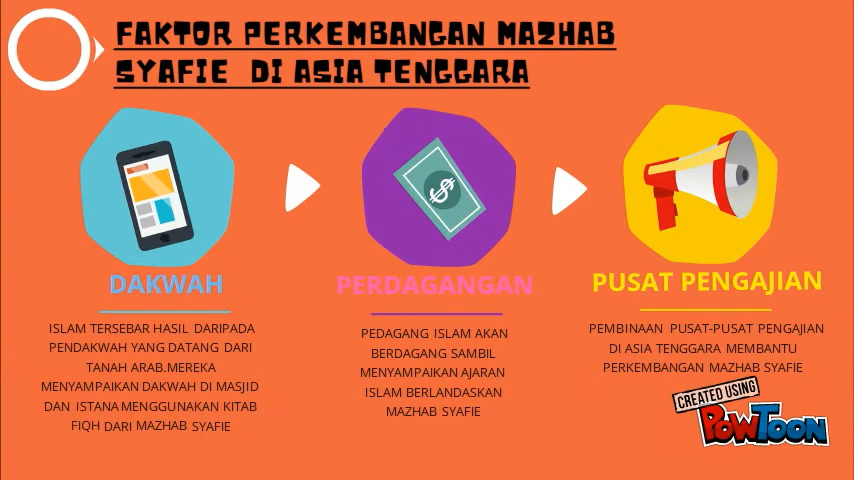 FAKTOR PERKEMBANGAN MAZHAB
SYAFIE DI ASIA TENGGARA
DAKWAH
ISLAM TERSEBAR HASIL DARIPADA
PENDAKWAH YANG DATANG DARI
TANAH ARAB.MEREKA
MENYAMPAIKAN DAKWAH DI MASJID
DAN ISTANA MENGGUNAKAN KITAB
FIQH DARI MAZHAB SYAFIE
$
PERDAGANGAN
PEDAGANG ISLAM AKAN
BERDAGANG SAMBIL
MENYAMPAIKAN AJARAN
ISLAM BERLANDASKAN
MAZHAB SYAFIE
PUSAT PENGAJIAN
PEMBINAAN PUSAT-PUSAT PENGAJIAN
DI ASIA TENGGARA MEMBANTU
PERKEMBANGAN MAZHAB SYAFIE
CREATED USING
POWTOON